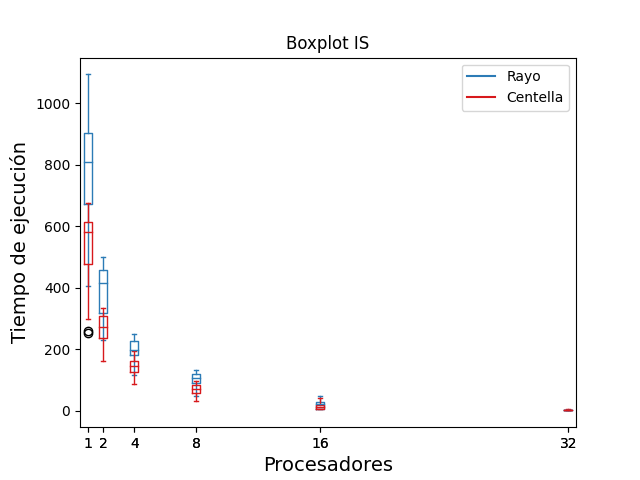 Boxplot IS
Rayo
Centella
1000
800
600
400
200
0
Tiempo de ejecución
1 2 4 8 16 32
Procesadores